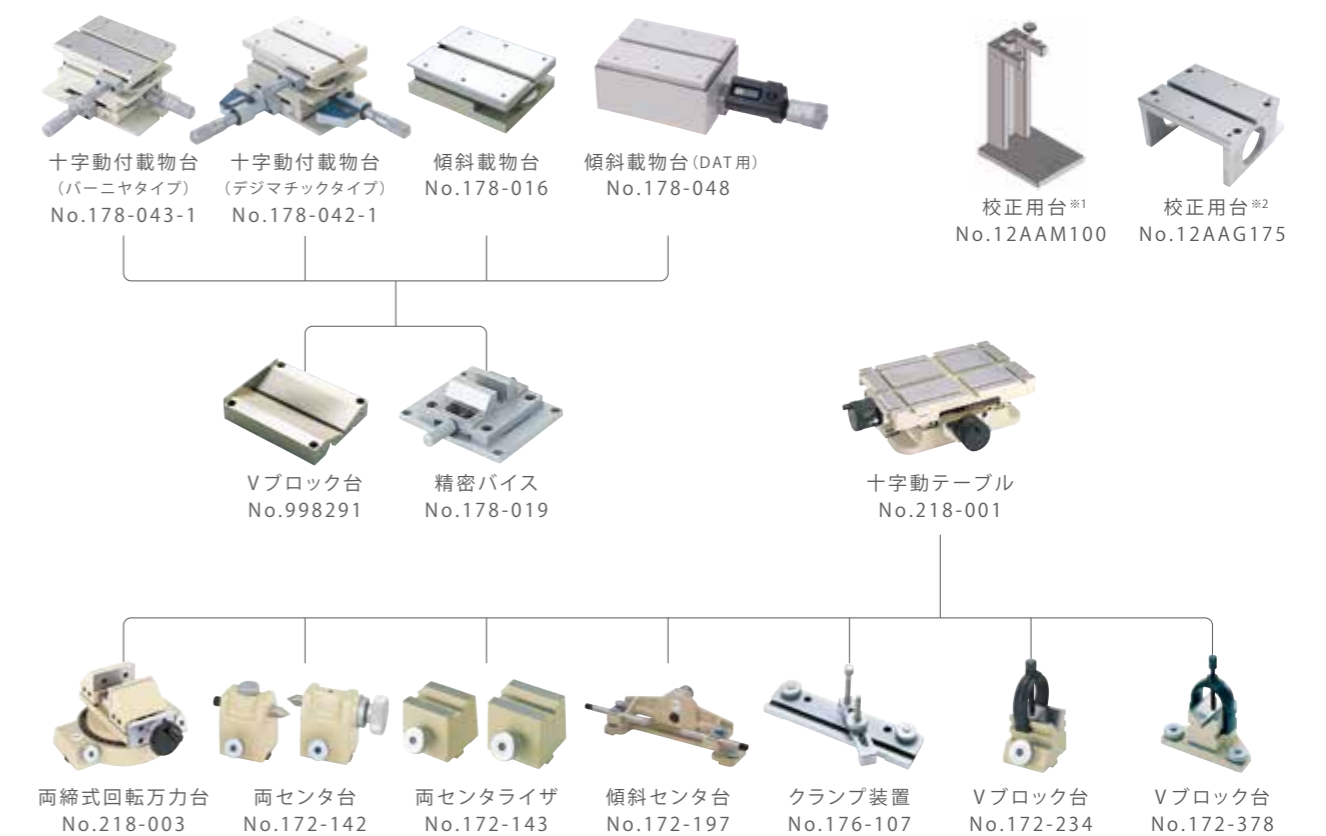 十字動付載物台
（バーニヤタイプ）
No.178-043-1
十字動付載物台
（デジマチックタイプ）
No.178-042-1
傾斜載物台
No.178-016
傾斜載物台（DAT用）
No.178-048
校正用台※1
No.12AAM100
校正用台※2
No.12AAG175
Vブロック台
No.998291
精密バイス
No.178-019
十字動テーブル
No.218-001
両締式回転万力台
No.218-003
両センタ台
No.172-142
両センタライザ
No.172-143
傾斜センタ台
No.172-197
クランプ装置
No.176-107
Vブロック台
No.172-234
Vブロック台
No.172-378